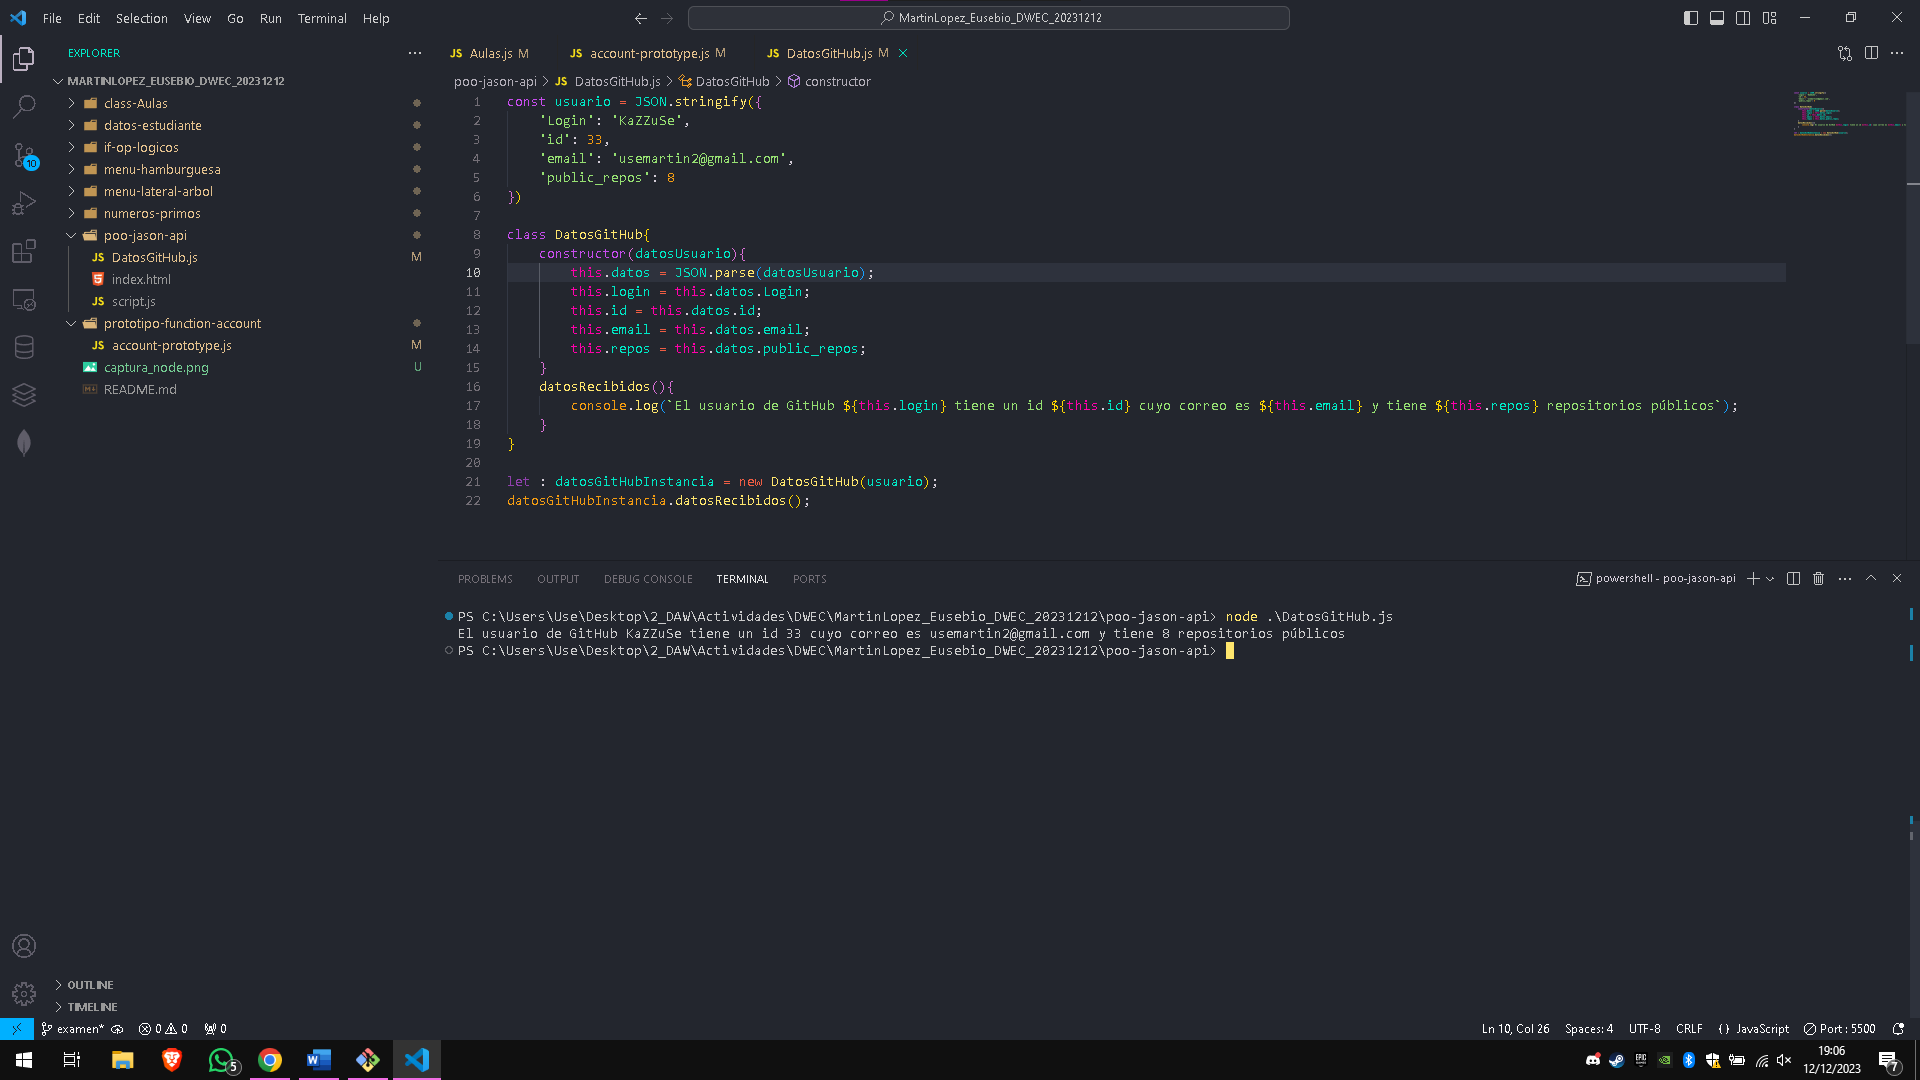 File Edit Selection View Go Run Terminal Help
MartinLopez_Eusebio_DWEC_20231212
EXPLORER
MARTINLOPEZ_EUSEBIO_DWEC_20231212
class-Aulas
datos-estudiante
if-op-logicos
menu-hamburguesa
menu-lateral-arbol
numeros-primos
poo-jason-api
JS DatosGitHub.js M
index.html
JS script.js
prototipo-function-account
JS account-prototype.js M
captura_node.png U
README.md
OUTLINE
TIMELINE
JS Aulas.js M JS account-prototype.js M JS DatosGitHub.js M
poo-jason-api > JS DatosGitHub.js > DatosGitHub > constructor
1 const usuario = JSON.stringify({
2 'Login': 'KaZZuSe',
3 'id': 33,
4 'email': 'usemartin2@gmail.com',
5 'public_repos': 8
6 })
7
8 class DatosGitHub{
9 constructor(datosUsuario){
10 this.datos = JSON.parse(datosUsuario);
11 this.login = this.datos.Login;
12 this.id = this.datos.id;
13 this.email = this.datos.email;
14 this.repos = this.datos.public_repos;
15 }
16 datosRecibidos(){
17 console.log(`El usuario de GitHub ${this.login} tiene un id ${this.id} cuyo correo es ${this.email} y tiene ${this.repos} repositorios públicos`);
18 }
19 }
20
21 let : datosGitHubInstancia = new DatosGitHub(usuario);
22 datosGitHubInstancia.datosRecibidos();
PROBLEMS OUTPUT DEBUG CONSOLE TERMINAL PORTS
powershell - poo-jason-api
PS C:\Users\Use\Desktop\2_DAW\Actividades\DWEC\MartinLopez_Eusebio_DWEC_20231212\poo-jason-api> node .\DatosGitHub.js
El usuario de GitHub KaZZuSe tiene un id 33 cuyo correo es usemartin2@gmail.com y tiene 8 repositorios públicos
PS C:\Users\Use\Desktop\2_DAW\Actividades\DWEC\MartinLopez_Eusebio_DWEC_20231212\poo-jason-api>
10
examen* 0 0 0
Ln 10, Col 26 Spaces: 4 UTF-8 CRLF {} JavaScript Port : 5500
5
19:06
12/12/2023
7